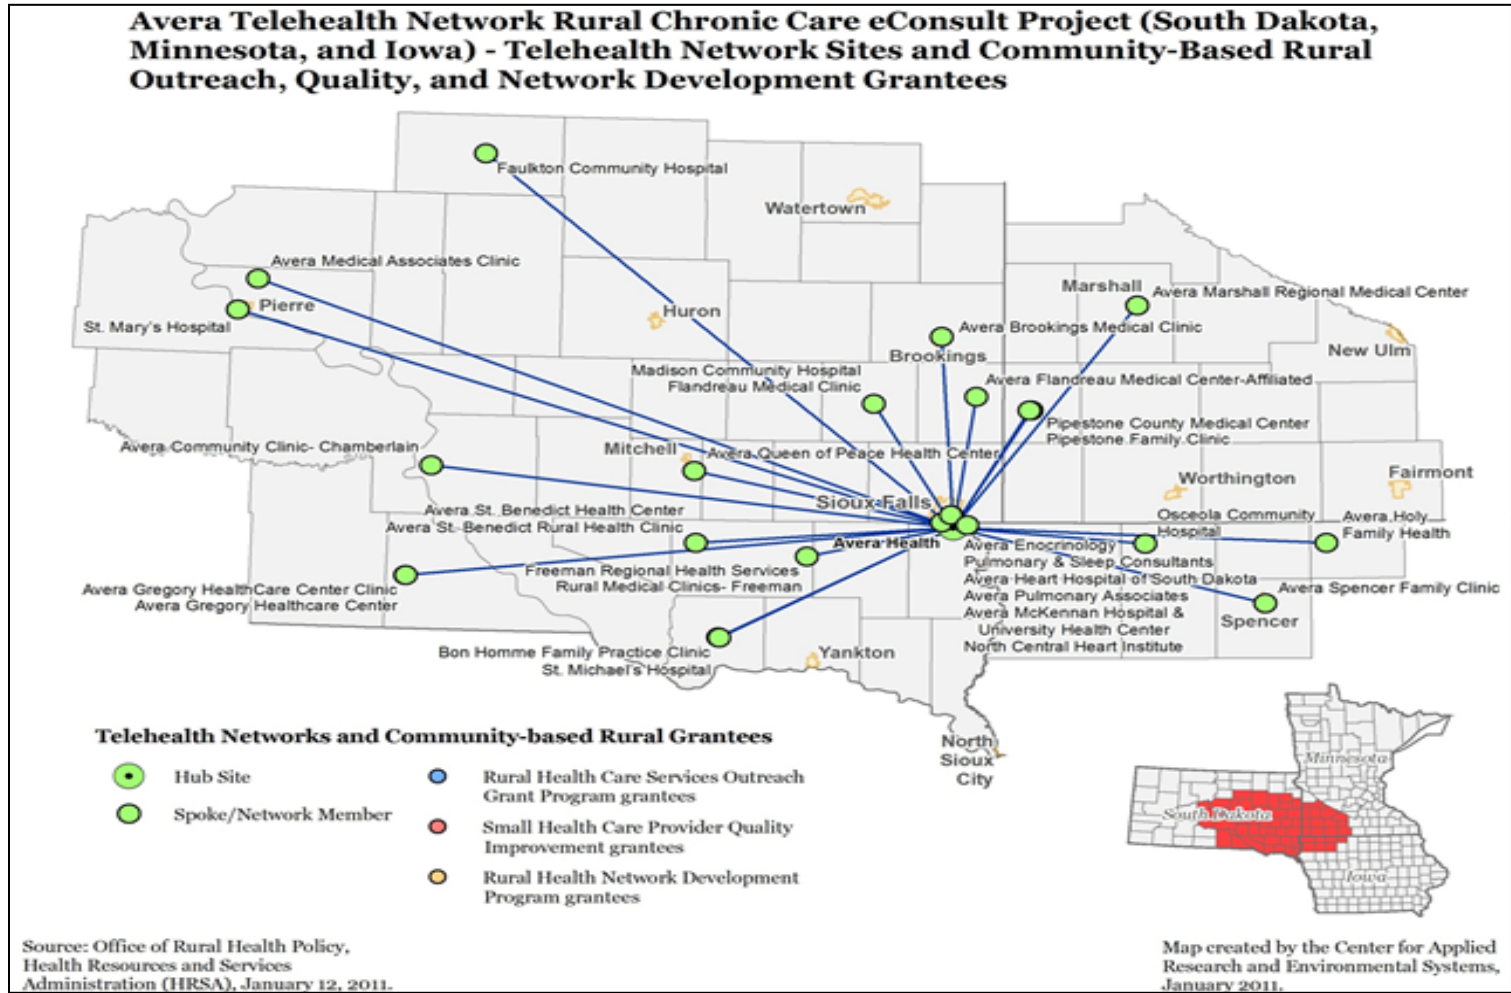 Avera Telehealth Network Rural Chronic Care eConsult Project (South Dakota,
Minnesota, and Iowa) - Telehealth Network Sites and Community-Based Rural
Outreach, Quality, and Network Development Grantees
Faulkton Community Hospital
Watertown
Avera Medical Associates Clinic
Pierre
St. Mary's Hospital
Huron
Marshall
Avera Marshall Regional Medical Center
Avera Brookings Medical Clinic
Brookings
New Ulm
Madison Community Hospital
Flandreau Medical Clinic
Avera Flandreau Medical Center-Affiliated
Pipestone County Medical Center
Pipestone Family Clinic
Avera Community Clinic- Chamberlain
Mitchell
Avera Queen of Peace Health Center
Worthington
Fairmont
Sioux Falls
Avera St. Benedict Health Center
Avera St. Benedict Rural Health Clinic
Osceola Community
Hospital
Avera Holy
Family Health
Avera Health
Freeman Regional Health Services
Rural Medical Clinics- Freeman
Avera Enocrinology
Pulmonary & Sleep Consultants
Avera Heart Hospital of South Dakota
Avera Pulmonary Associates
Avera McKennan Hospital &
University Health Center
North Central Heart Institute
Avera Spencer Family Clinic
Spencer
Avera Gregory HealthCare Center Clinic
Avera Gregory Healthcare Center
Bon Homme Family Practice Clinic
St. Michael's Hospital
Yankton
North
Sioux
City
Telehealth Networks and Community-based Rural Grantees
Hub Site
Spoke/Network Member
Rural Health Care Services Outreach
Grant Program grantees
Small Health Care Provider Quality
Improvement grantees
Rural Health Network Development
Program grantees
Minnesota
South Dakota
Iowa
Source: Office of Rural Health Policy,
Health Resources and Services
Administration (HRSA), January 12, 2011.
Map created by the Center for Applied
Research and Environmental Systems,
January 2011.